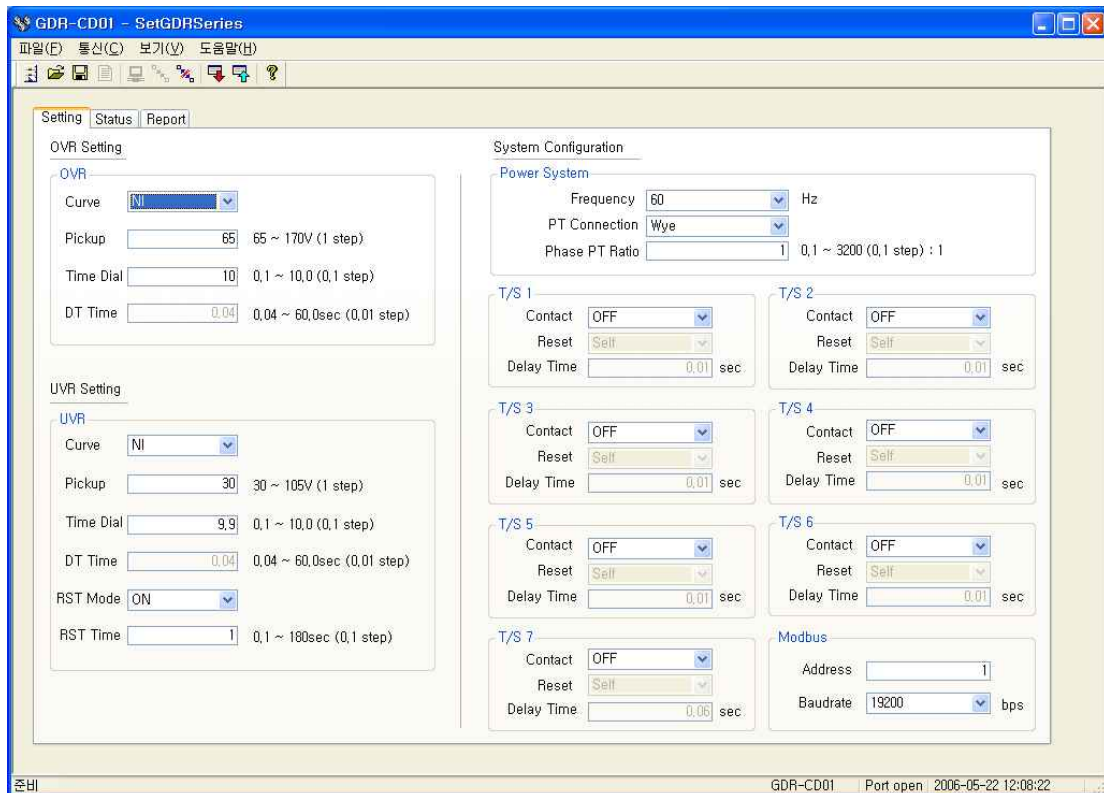 GDR-CD01 - SetGDRSeries
파일(F) 통신(C) 보기(V) 도움말(H)
Setting Status Report
OVR Setting
OVR
Curve NI
Pickup 65 65 ~ 170V (1 step)
Time Dial 10 0,1 ~ 10,0 (0,1 step)
DT Time 0,04 0,04 ~ 60,0sec (0,01 step)
UVR Setting
UVR
Curve NI
Pickup 30 30 ~ 105V (1 step)
Time Dial 9,9 0,1 ~ 10,0 (0,1 step)
DT Time 0,04 0,04 ~ 60,0sec (0,01 step)
RST Mode ON
RST Time 1 0,1 ~ 180sec (0,1 step)
System Configuration
Power System
Frequency 60 Hz
PT Connection Wye
Phase PT Ratio 1 0,1 ~ 3200 (0,1 step) : 1
T/S 1
Contact OFF
Reset Self
Delay Time 0,01 sec
T/S 2
Contact OFF
Reset Self
Delay Time 0,01 sec
T/S 3
Contact OFF
Reset Self
Delay Time 0,01 sec
T/S 4
Contact OFF
Reset Self
Delay Time 0,01 sec
T/S 5
Contact OFF
Reset Self
Delay Time 0,01 sec
T/S 6
Contact OFF
Reset Self
Delay Time 0,01 sec
T/S 7
Contact OFF
Reset Self
Delay Time 0,06 sec
Modbus
Address 1
Baudrate 19200 bps
준비 GDR-CD01 Port open 2006-05-22 12:08:22